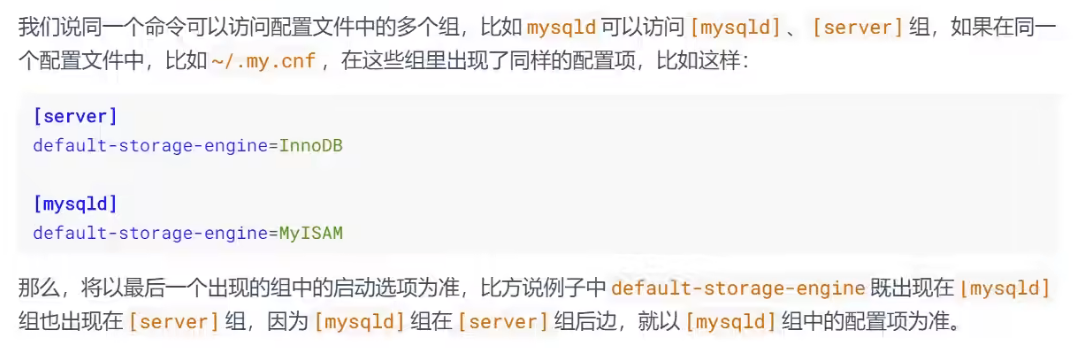 我们说同一个命令可以访问配置文件中的多个组，比如 mysqld 可以访问 [mysqld] 、 [server] 组，如果在同一
个配置文件中，比如 ~/.my.cnf ，在这些组里出现了同样的配置项，比如这样：
[server]
default-storage-engine=InnoDB
[mysqld]
default-storage-engine=MyISAM
那么，将以最后一个出现的组中的启动选项为准，比方说例子中 default-storage-engine 既出现在 [mysqld]
组也出现在 [server] 组，因为 [mysqld] 组在 [server] 组后边，就以 [mysqld] 组中的配置项为准。